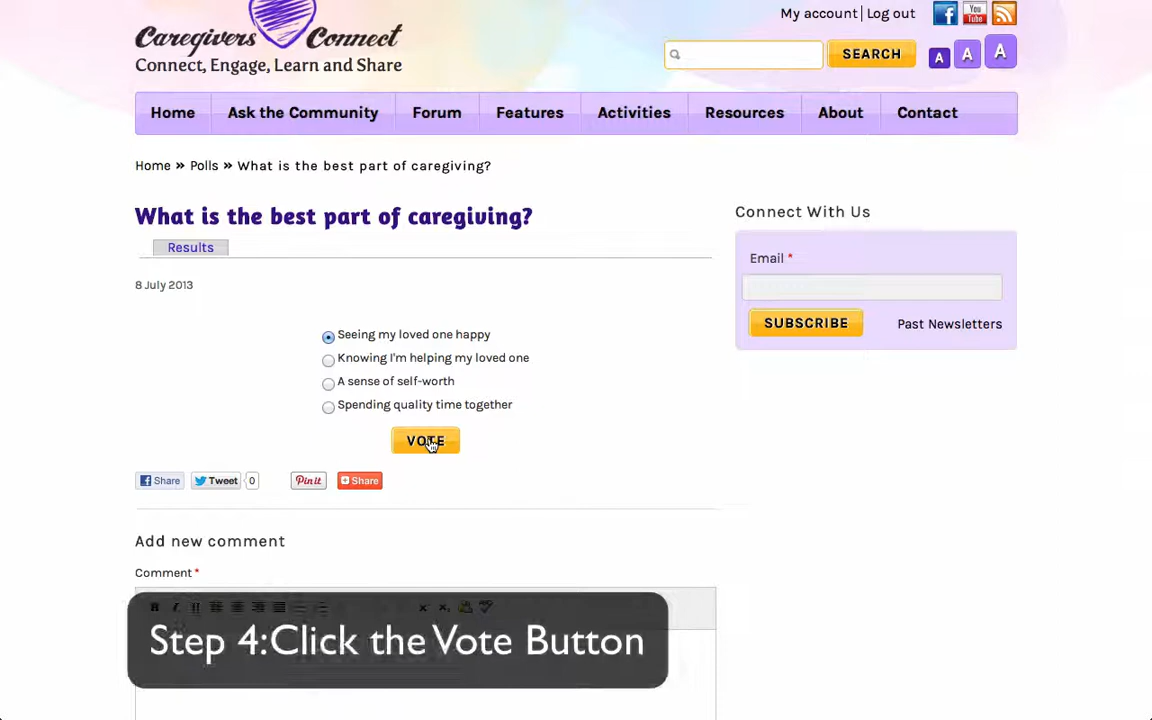 Caregivers Connect
Connect, Engage, Learn and Share
My account | Log out
f You Tube
SEARCH
A A A
Home Ask the Community Forum Features Activities Resources About Contact
Home » Polls » What is the best part of caregiving?
What is the best part of caregiving?
Results
8 July 2013
Seeing my loved one happy
Knowing I'm helping my loved one
A sense of self-worth
Spending quality time together
VOTE
f Share Tweet 0 Pin it Share
Connect With Us
Email *
SUBSCRIBE Past Newsletters
Add new comment
Comment *
Step 4:Click the Vote Button